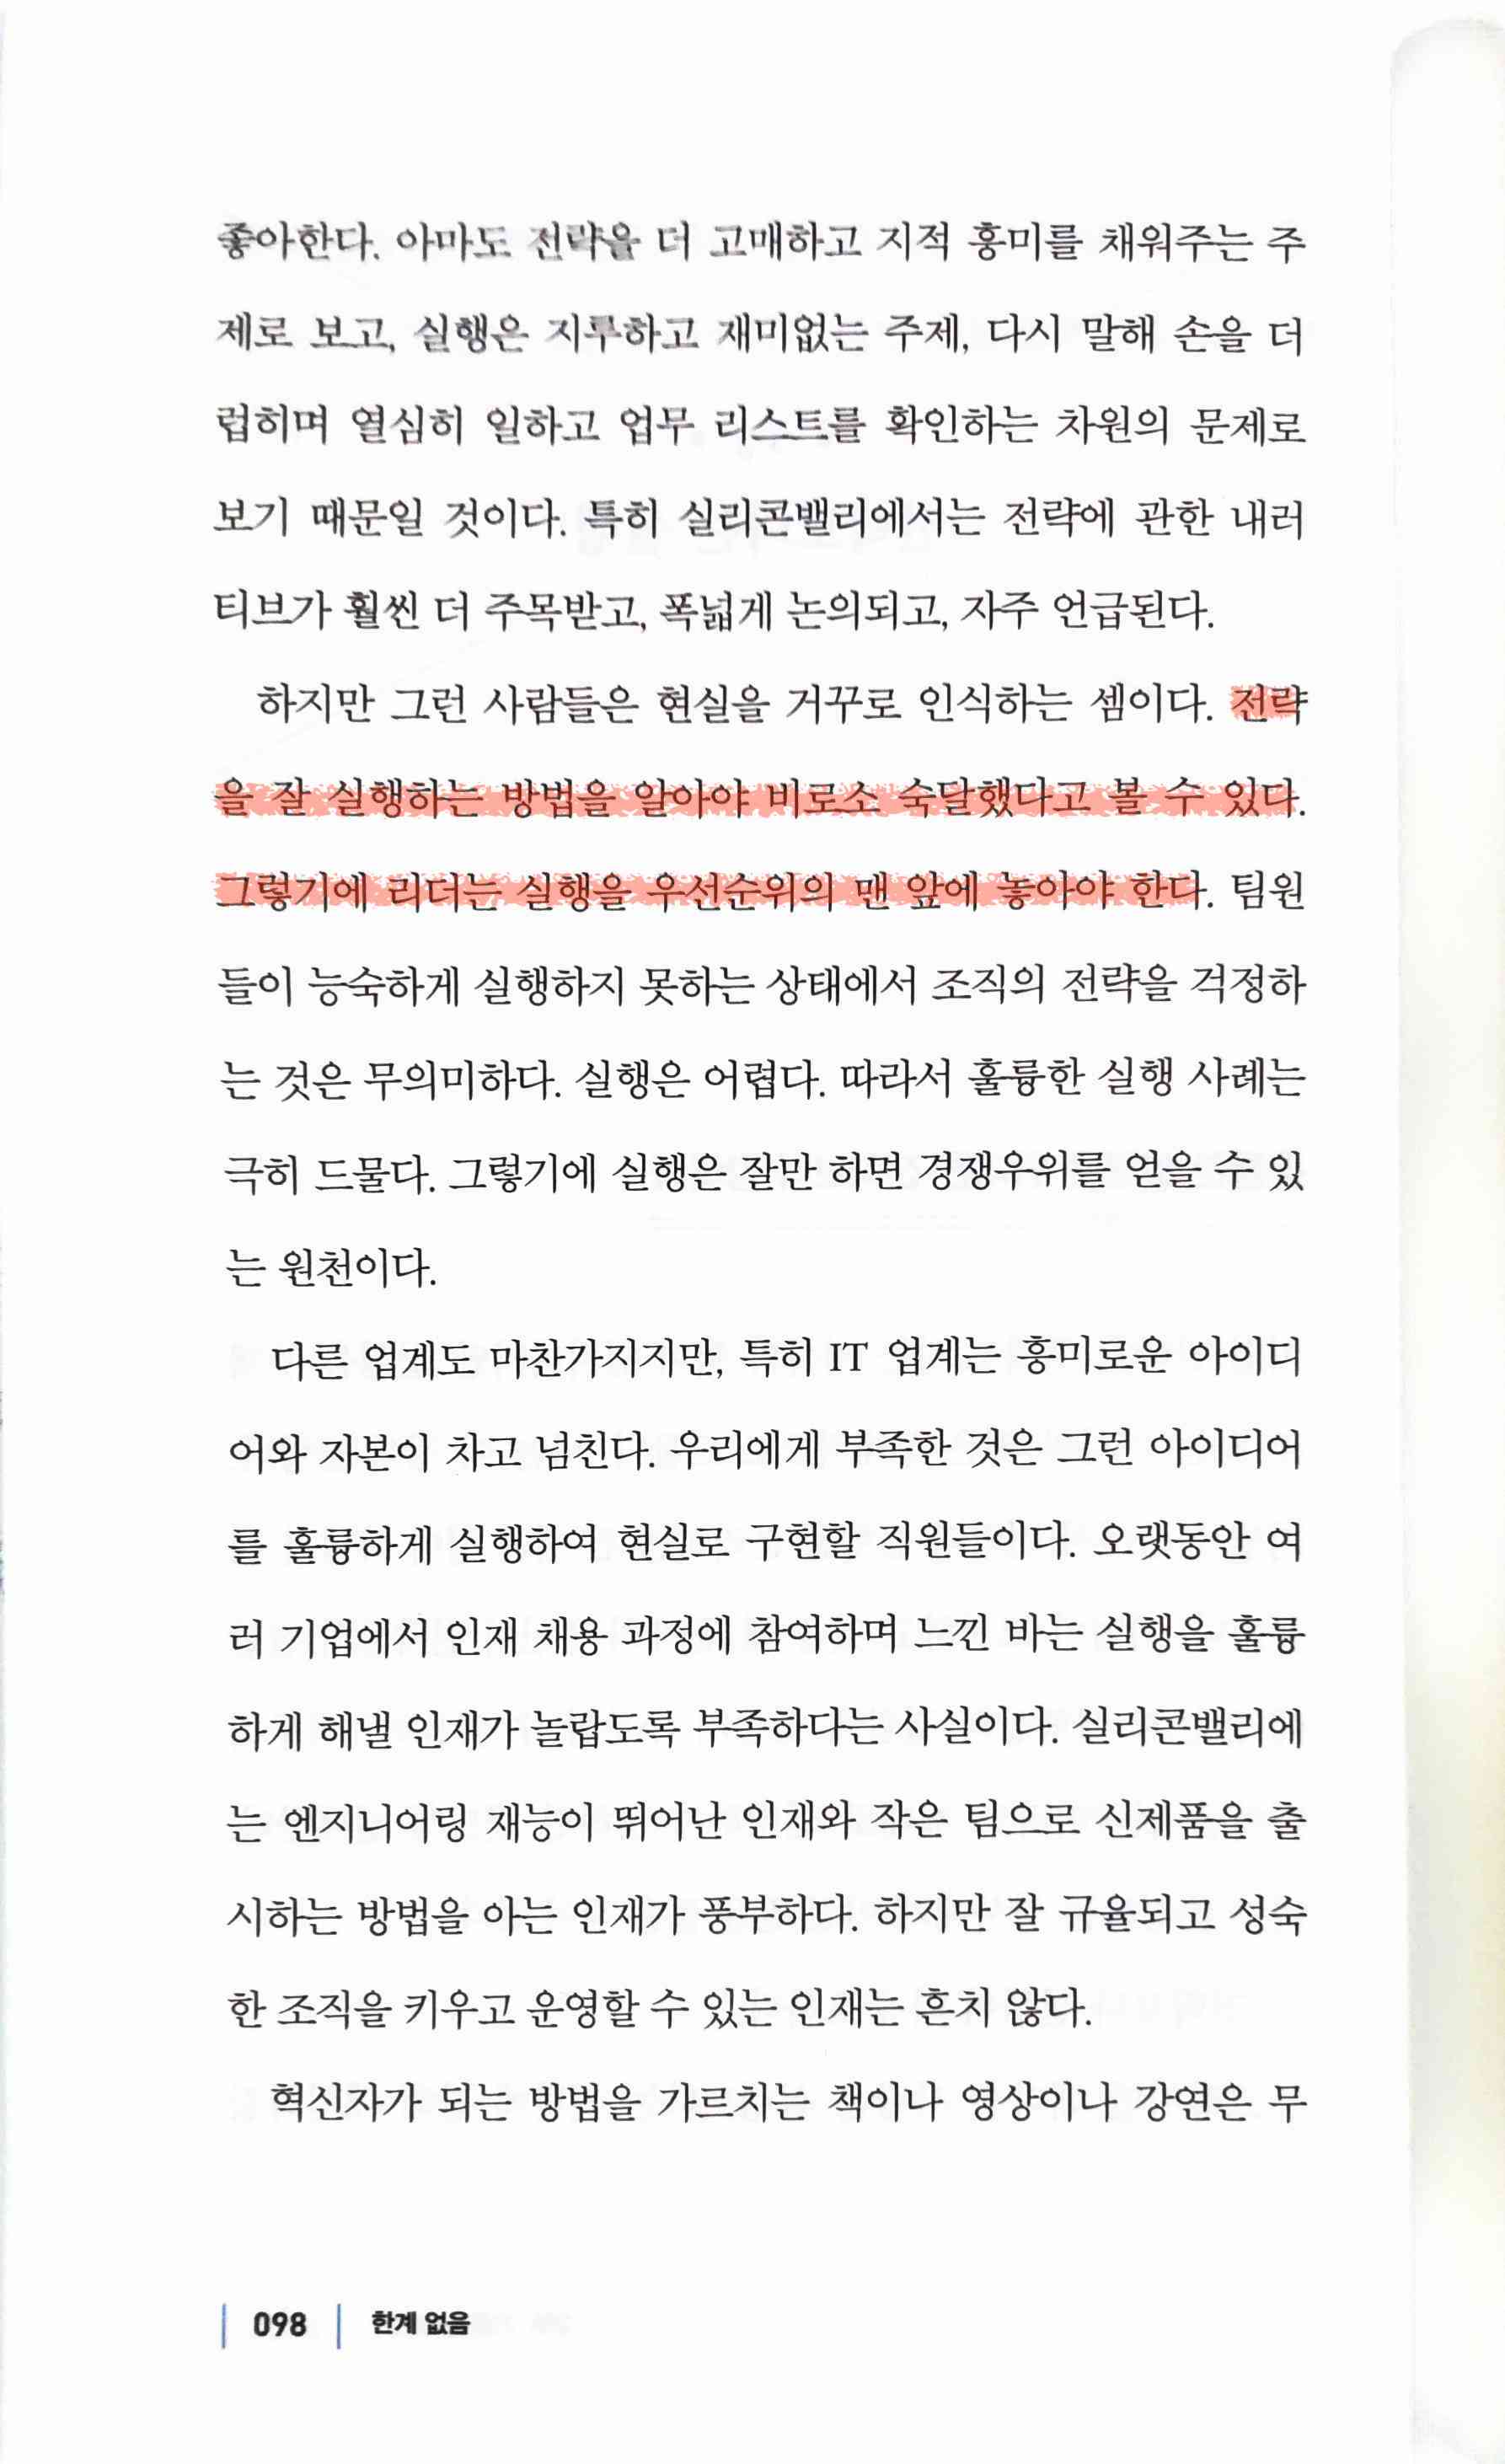 좋아한다. 아마도 전략을 더 고매하고 지적 흥미를 채워주는 주
제로 보고, 실행은 지루하고 재미없는 주제, 다시 말해 손을 더
럽히며 열심히 일하고 업무 리스트를 확인하는 차원의 문제로
보기 때문일 것이다. 특히 실리콘밸리에서는 전략에 관한 내러
티브가 훨씬 더 주목받고, 폭넓게 논의되고, 자주 언급된다.
하지만 그런 사람들은 현실을 거꾸로 인식하는 셈이다. 전략
을 잘 실행하는 방법을 알아야 비로소 숙달했다고 볼 수 있다.
그렇기에 리더는 실행을 우선순위의 맨 앞에 놓아야 한다. 팀원
들이 능숙하게 실행하지 못하는 상태에서 조직의 전략을 걱정하
는 것은 무의미하다. 실행은 어렵다. 따라서 훌륭한 실행 사례는
극히 드물다. 그렇기에 실행은 잘만 하면 경쟁우위를 얻을 수 있
는 원천이다.
다른 업계도 마찬가지지만, 특히 IT 업계는 흥미로운 아이디
어와 자본이 차고 넘친다. 우리에게 부족한 것은 그런 아이디어
를 훌륭하게 실행하여 현실로 구현할 직원들이다. 오랫동안 여
러 기업에서 인재 채용 과정에 참여하며 느낀 바는 실행을 훌륭
하게 해낼 인재가 놀랍도록 부족하다는 사실이다. 실리콘밸리에
는 엔지니어링 재능이 뛰어난 인재와 작은 팀으로 신제품을 출
시하는 방법을 아는 인재가 풍부하다. 하지만 잘 규율되고 성숙
한 조직을 키우고 운영할 수 있는 인재는 흔치 않다.
혁신자가 되는 방법을 가르치는 책이나 영상이나 강연은 무
098 한계 없음